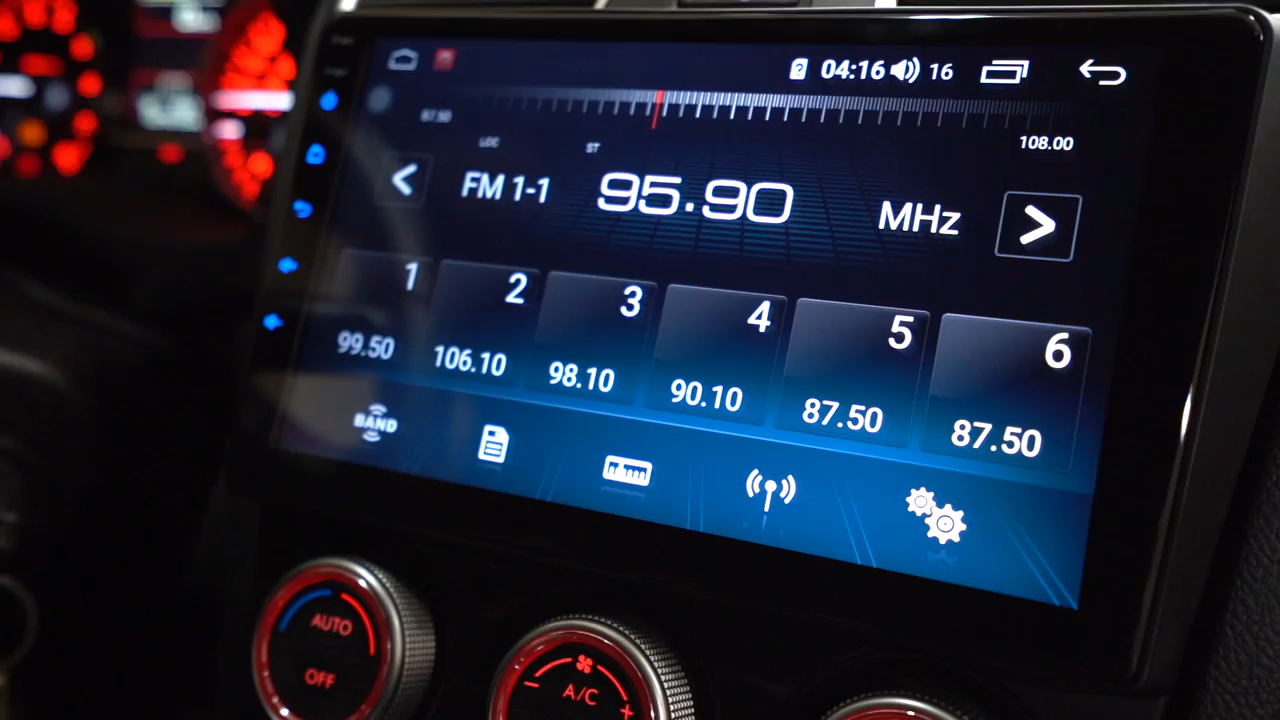 04:16 16
87.50
108.00
LOC ST
FM 1-1 95.90 MHz
1 2 3 4 5 6
99.50 106.10 98.10 90.10 87.50 87.50
BAND
AUTO
OFF
A/C
- +